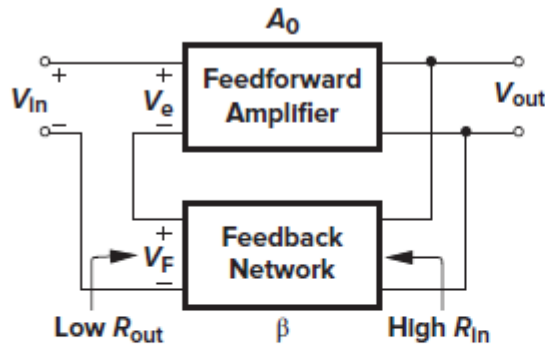 A0
Feedforward
Amplifier
+
Vin
−
+
Ve
−
Vout
Feedback
Network
+
VF
−
Low Rout
β
High Rin